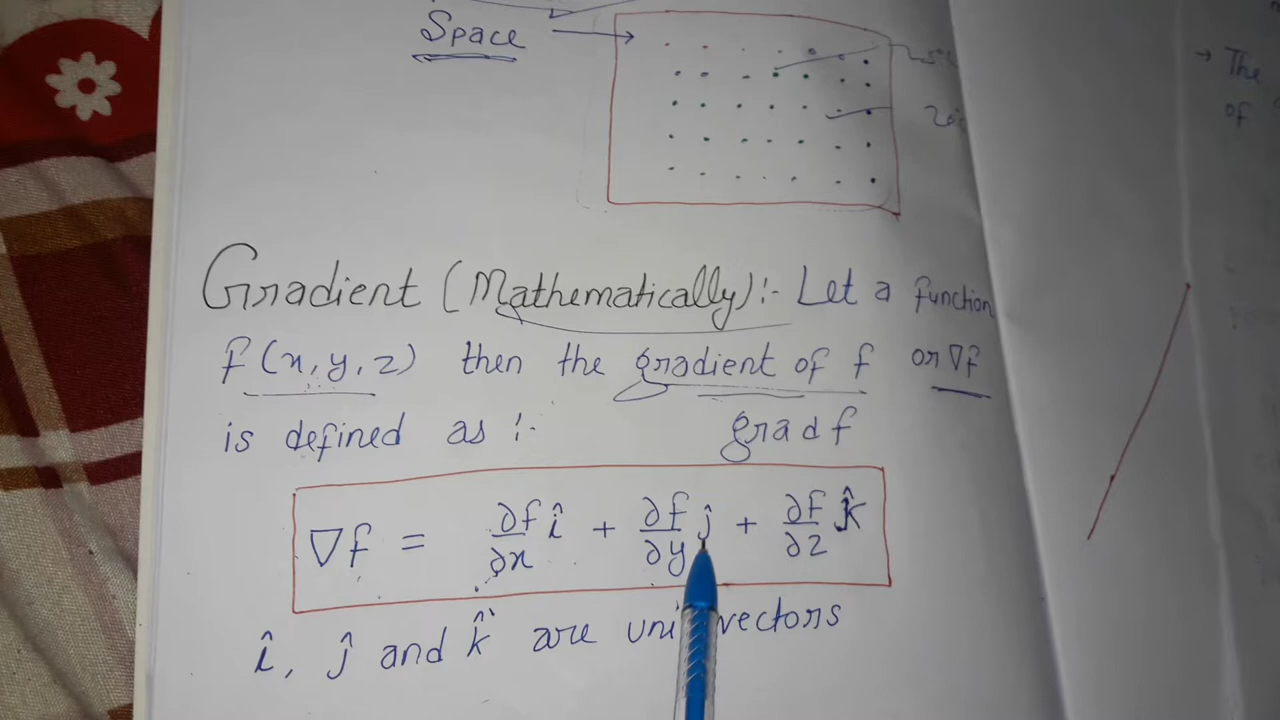 Space
→ The
of
Gradient (Mathematically) :- Let a function
f(x, y, z) then the gradient of f or ∇f
is defined as :- grad f
∇f = ∂f/∂x î + ∂f/∂y ĵ + ∂f/∂z k̂
î, ĵ and k̂ are unit vectors